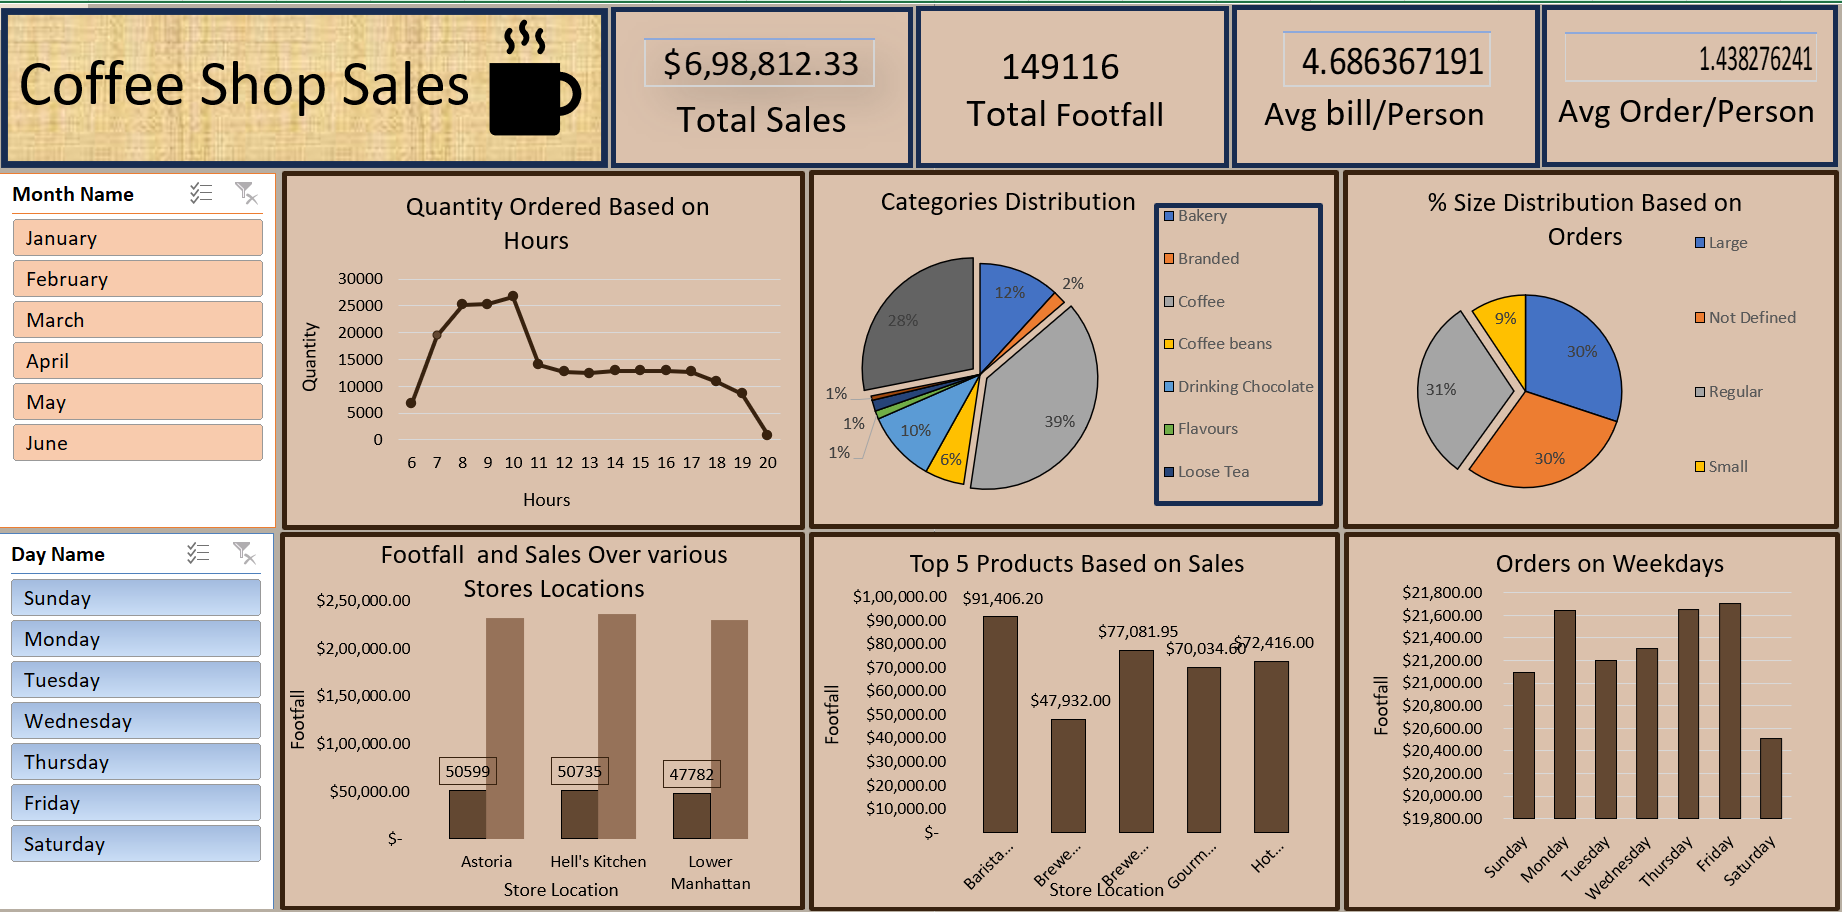 Coffee Shop Sales
$6,98,812.33
Total Sales
149116
Total Footfall
4.686367191
Avg bill/Person
1.438276241
Avg Order/Person
Month Name
January
February
March
April
May
June
Quantity Ordered Based on
Hours
Quantity
30000
25000
20000
15000
10000
5000
0
6 7 8 9 10 11 12 13 14 15 16 17 18 19 20
Hours
Categories Distribution
12%
2%
39%
6%
10%
1%
1%
1%
28%
Bakery
Branded
Coffee
Coffee beans
Drinking Chocolate
Flavours
Loose Tea
% Size Distribution Based on
Orders
9%
30%
31%
30%
Large
Not Defined
Regular
Small
Day Name
Sunday
Monday
Tuesday
Wednesday
Thursday
Friday
Saturday
Footfall and Sales Over various
Stores Locations
Footfall
$2,50,000.00
$2,00,000.00
$1,50,000.00
$1,00,000.00
$50,000.00
$-
50599
50735
47782
Astoria
Hell's Kitchen
Lower
Manhattan
Store Location
Top 5 Products Based on Sales
Footfall
$1,00,000.00
$90,000.00
$80,000.00
$70,000.00
$60,000.00
$50,000.00
$40,000.00
$30,000.00
$20,000.00
$10,000.00
$-
$91,406.20
$47,932.00
$77,081.95
$70,034.60
$72,416.00
Barista...
Brewe...
Brewe...
Gourm...
Hot...
Store Location
Orders on Weekdays
Footfall
$21,800.00
$21,600.00
$21,400.00
$21,200.00
$21,000.00
$20,800.00
$20,600.00
$20,400.00
$20,200.00
$20,000.00
$19,800.00
Sunday
Monday
Tuesday
Wednesday
Thursday
Friday
Saturday